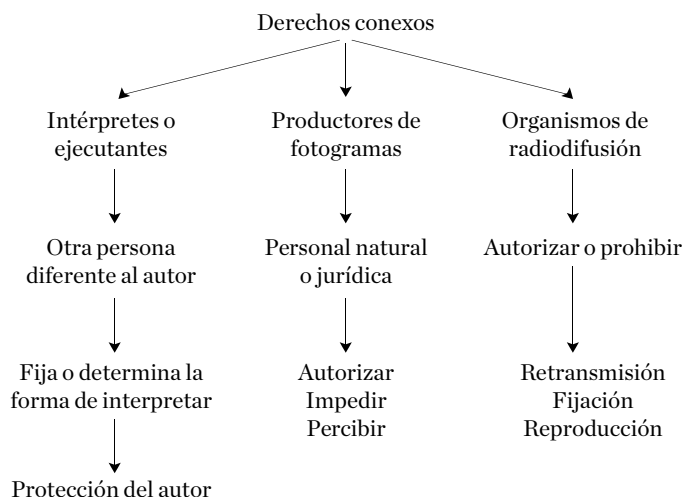 Derechos conexos
Intérpretes o
ejecutantes
Productores de
fotogramas
Organismos de
radiodifusión
Otra persona
diferente al autor
Personal natural
o jurídica
Autorizar o prohibir
Fija o determina la
forma de interpretar
Autorizar
Impedir
Percibir
Retransmisión
Fijación
Reproducción
Protección del autor